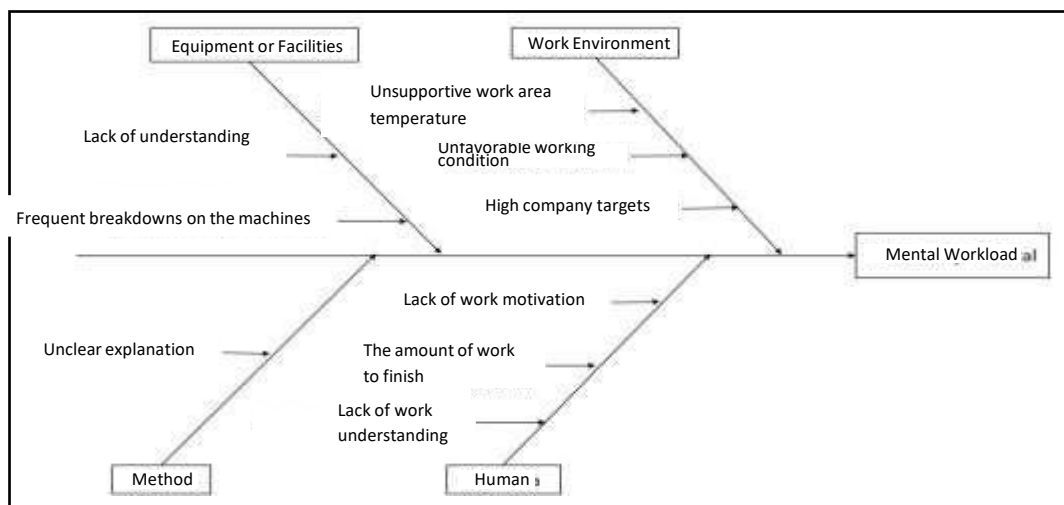 Equipment or Facilities
Work Environment
Unsupportive work area
temperature
Lack of understanding
Unfavorable working
condition
High company targets
Frequent breakdowns on the machines
Mental Workload
Lack of work motivation
Unclear explanation
The amount of work
to finish
Lack of work
understanding
Method
Human